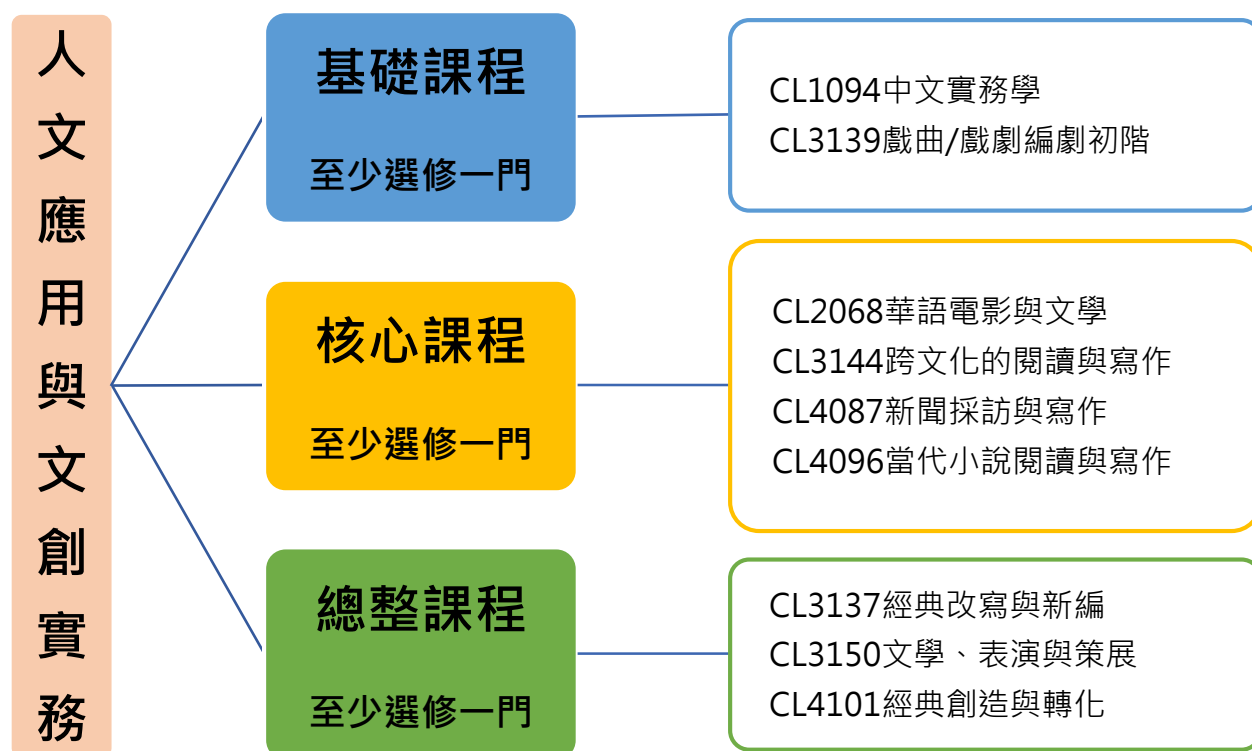 人文應用與文創實務
基礎課程
至少選修一門
CL1094中文實務學
CL3139戲曲/戲劇編劇初階
核心課程
至少選修一門
CL2068華語電影與文學
CL3144跨文化的閱讀與寫作
CL4087新聞採訪與寫作
CL4096當代小說閱讀與寫作
總整課程
至少選修一門
CL3137經典改寫與新編
CL3150文學、表演與策展
CL4101經典創造與轉化